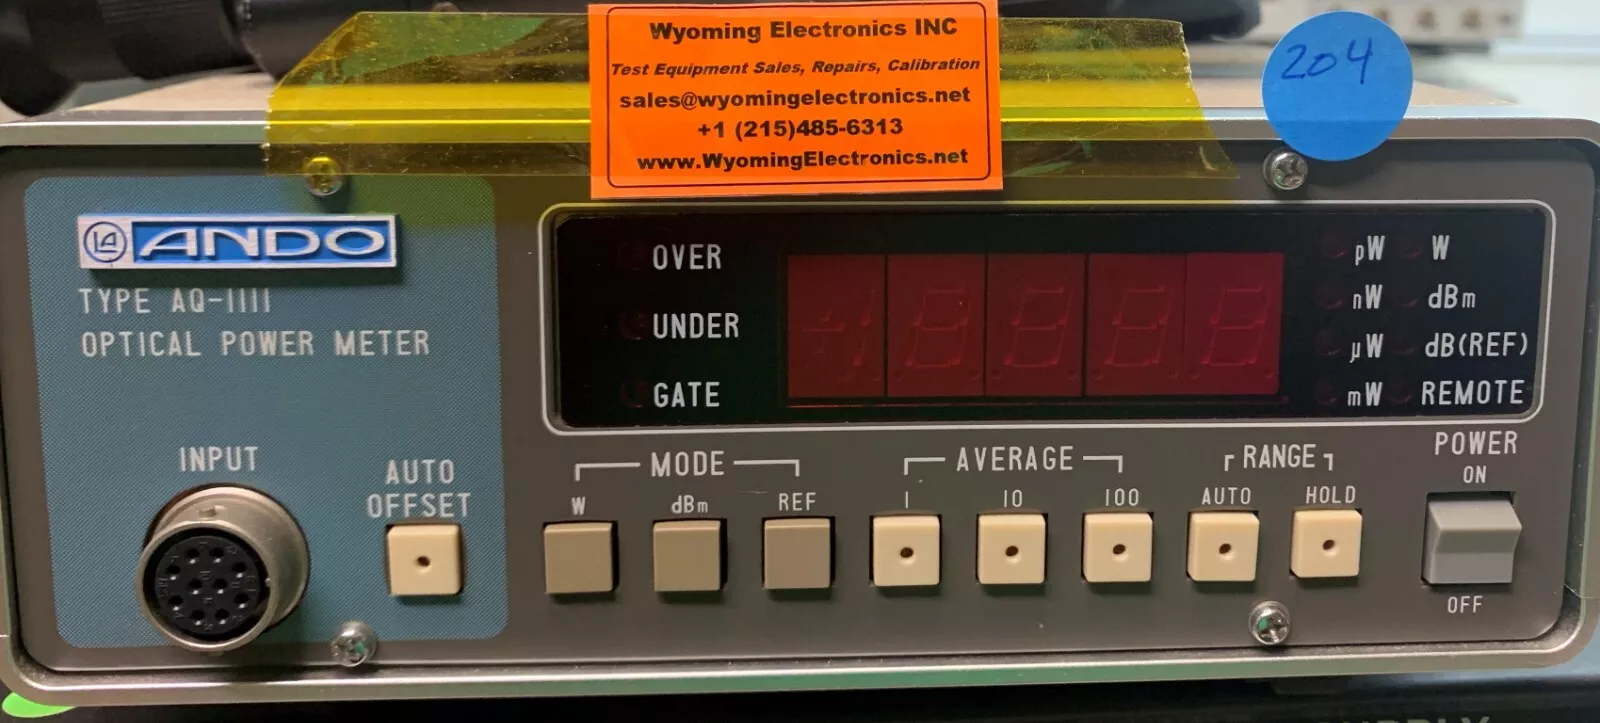 Wyoming Electronics INC
Test Equipment Sales, Repairs, Calibration
sales@wyomingelectronics.net
+1 (215)485-6313
www.WyomingElectronics.net
204
ANDO
TYPE AQ-1111
OPTICAL POWER METER
OVER
UNDER
GATE
pW W
nW dBm
µW dB(REF)
mW REMOTE
INPUT
AUTO
OFFSET
MODE
W dBm REF
AVERAGE
1 10 100
RANGE
AUTO HOLD
POWER
ON
OFF